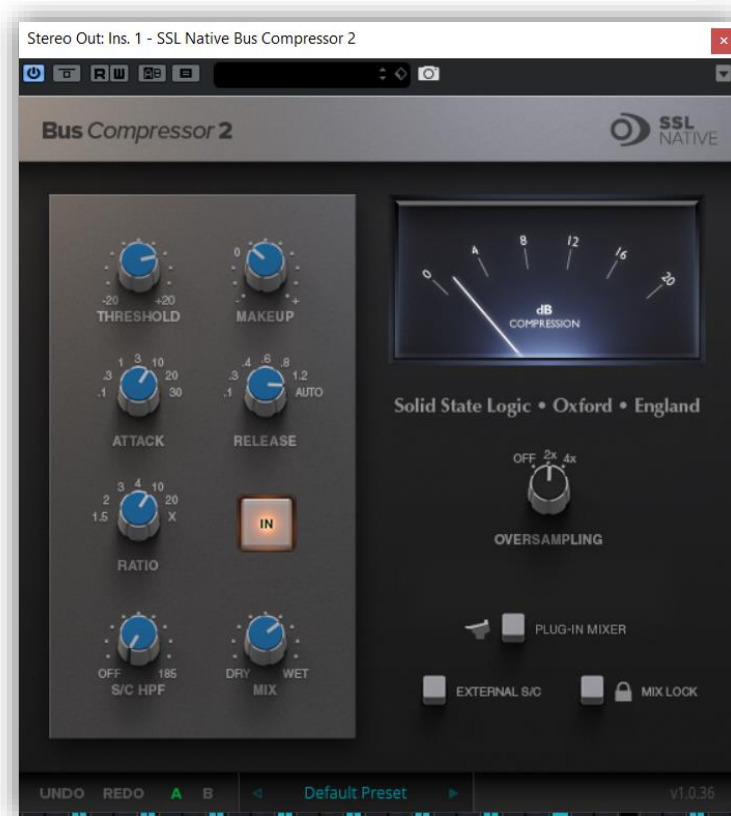 Stereo Out: Ins. 1 - SSL Native Bus Compressor 2
R W AB
Bus Compressor 2
SSL
NATIVE
0 4 8 12 16 20
dB
COMPRESSION
-20 +20
THRESHOLD
0
- +
MAKEUP
Solid State Logic • Oxford • England
.1 .3 1 3 10 20 30
ATTACK
.1 .3 .4 .6 .8 1.2 AUTO
RELEASE
OFF 2x 4x
OVERSAMPLING
1.5 2 3 4 10 20 X
RATIO
IN
PLUG-IN MIXER
OFF 185
S/C HPF
DRY WET
MIX
EXTERNAL S/C
MIX LOCK
UNDO REDO A B
Default Preset
v1.0.36